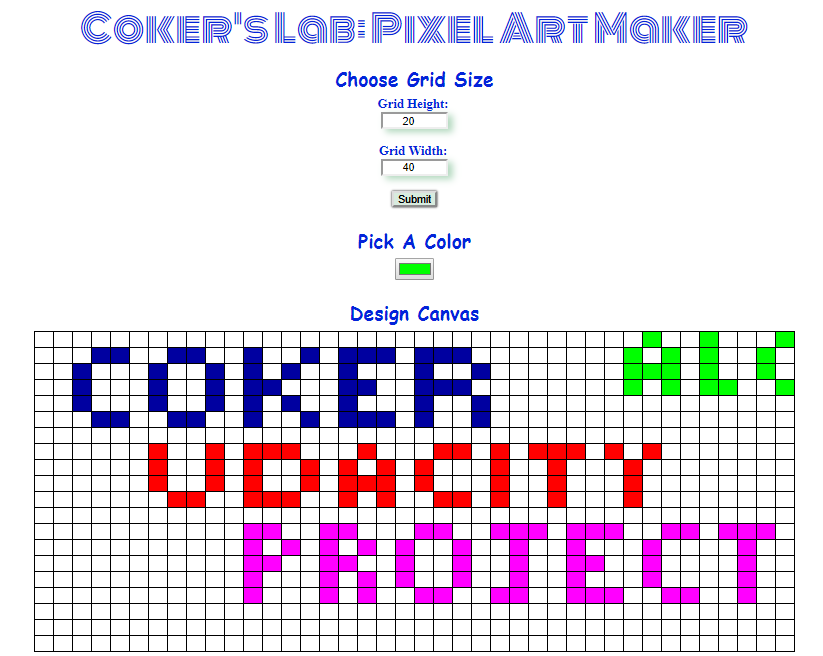 Coker's Lab: Pixel Art Maker
Choose Grid Size
Grid Height:
20
Grid Width:
40
Submit
Pick A Color
Design Canvas
ALC
COKER
UDACITY
PROJECT